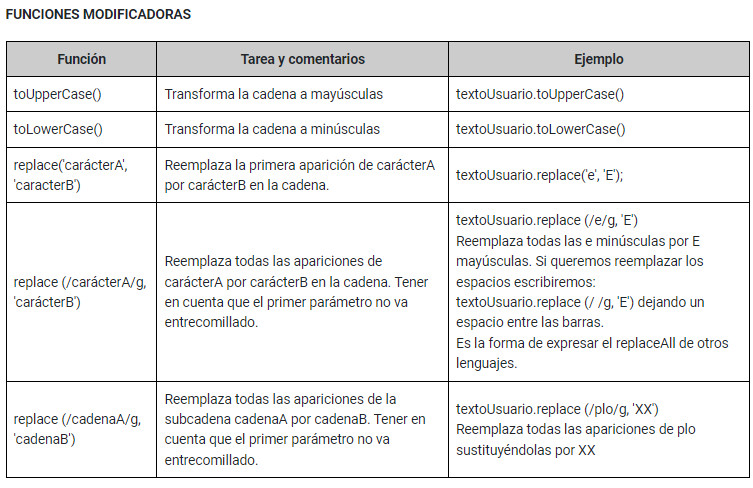 FUNCIONES MODIFICADORAS
Función
Tarea y comentarios
Ejemplo
toUpperCase()
Transforma la cadena a mayúsculas
textoUsuario.toUpperCase()
toLowerCase()
Transforma la cadena a minúsculas
textoUsuario.toLowerCase()
replace('carácterA',
'caracterB')
Reemplaza la primera aparición de carácterA
por carácterB en la cadena.
textoUsuario.replace('e', 'E');
replace (/carácterA/g,
'carácterB')
Reemplaza todas las apariciones de
carácterA por carácterB en la cadena. Tener
en cuenta que el primer parámetro no va
entrecomillado.
textoUsuario.replace (/e/g, 'E')
Reemplaza todas las e minúsculas por E
mayúsculas. Si queremos reemplazar los
espacios escribiremos:
textoUsuario.replace (/ /g, 'E') dejando un
espacio entre las barras.
Es la forma de expresar el replaceAll de otros
lenguajes.
replace (/cadenaA/g,
'cadenaB')
Reemplaza todas las apariciones de la
subcadena cadenaA por cadenaB. Tener en
cuenta que el primer parámetro no va
entrecomillado.
textoUsuario.replace (/plo/g, 'XX')
Reemplaza todas las apariciones de plo
sustituyéndolas por XX